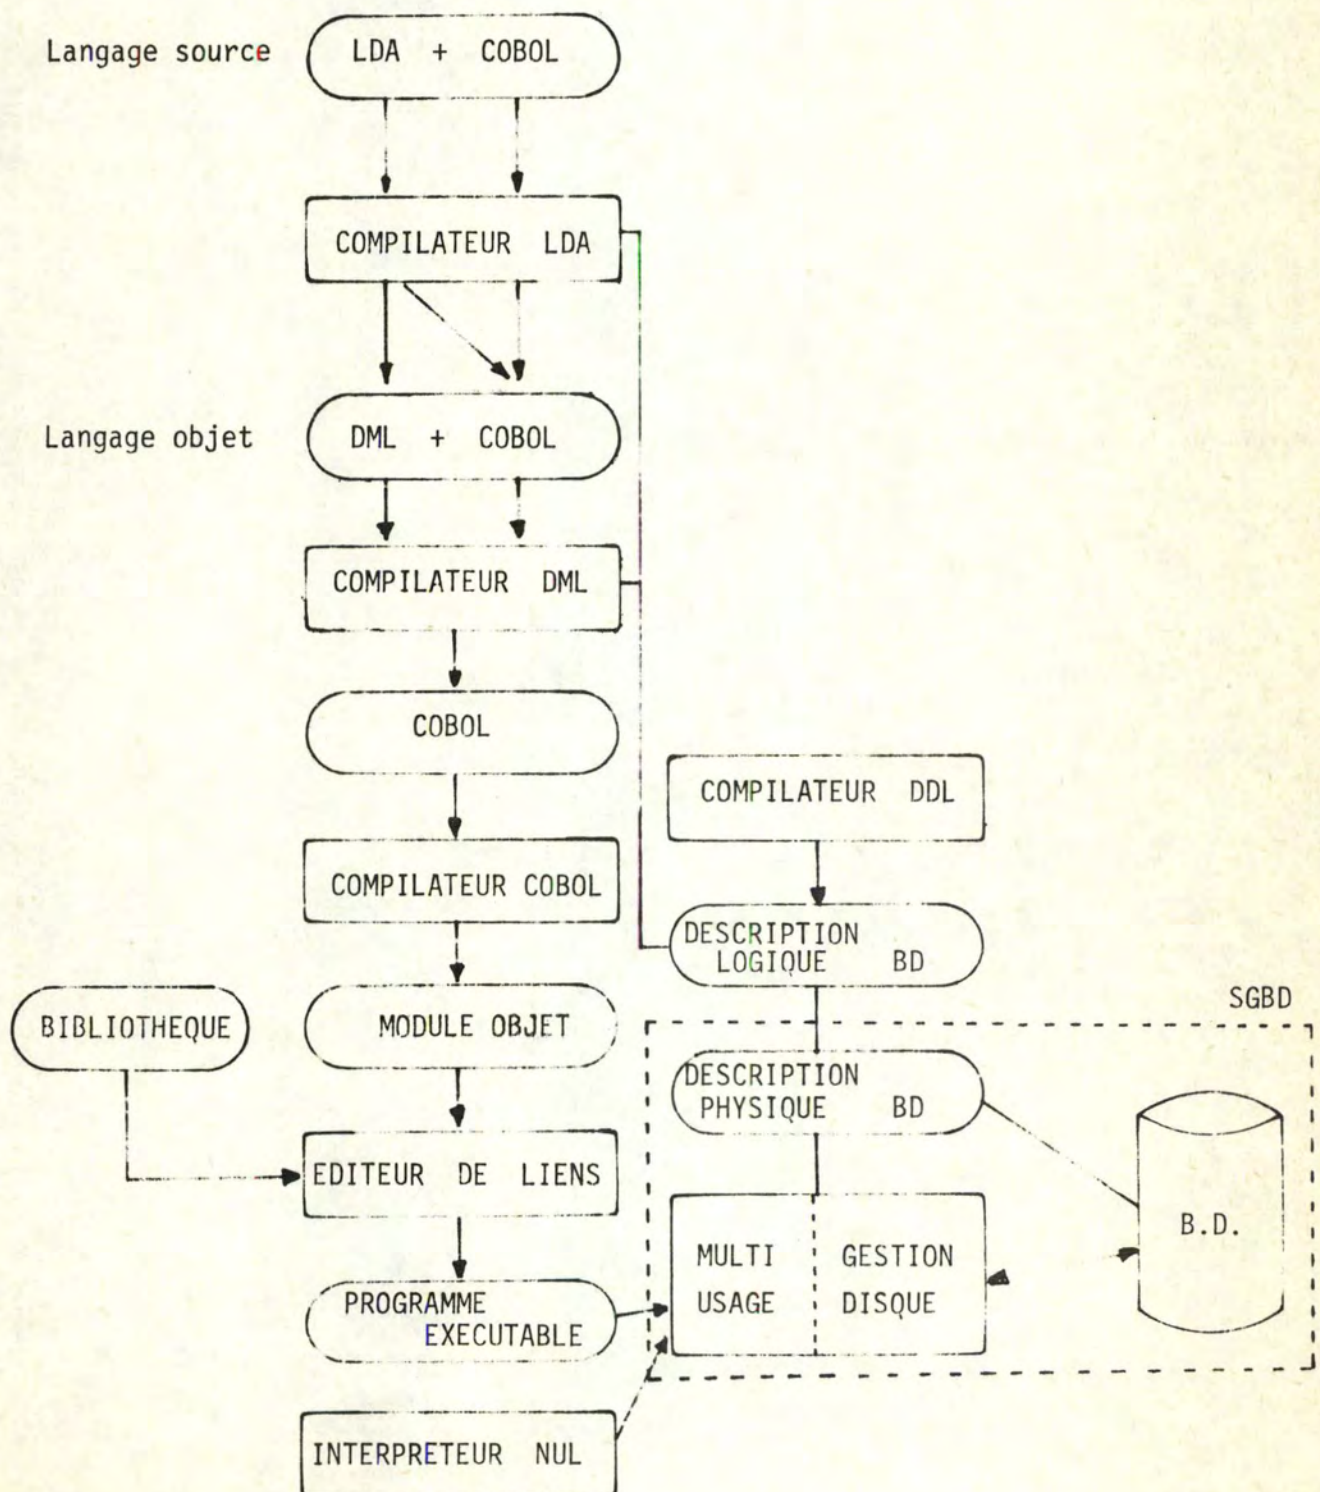 Langage source
LDA + COBOL
COMPILATEUR LDA
Langage objet
DML + COBOL
COMPILATEUR DML
COBOL
COMPILATEUR DDL
COMPILATEUR COBOL
DESCRIPTION
LOGIQUE BD
SGBD
BIBLIOTHEQUE
MODULE OBJET
DESCRIPTION
PHYSIQUE BD
EDITEUR DE LIENS
B.D.
MULTI
USAGE
GESTION
DISQUE
PROGRAMME
EXECUTABLE
INTERPRETEUR NUL